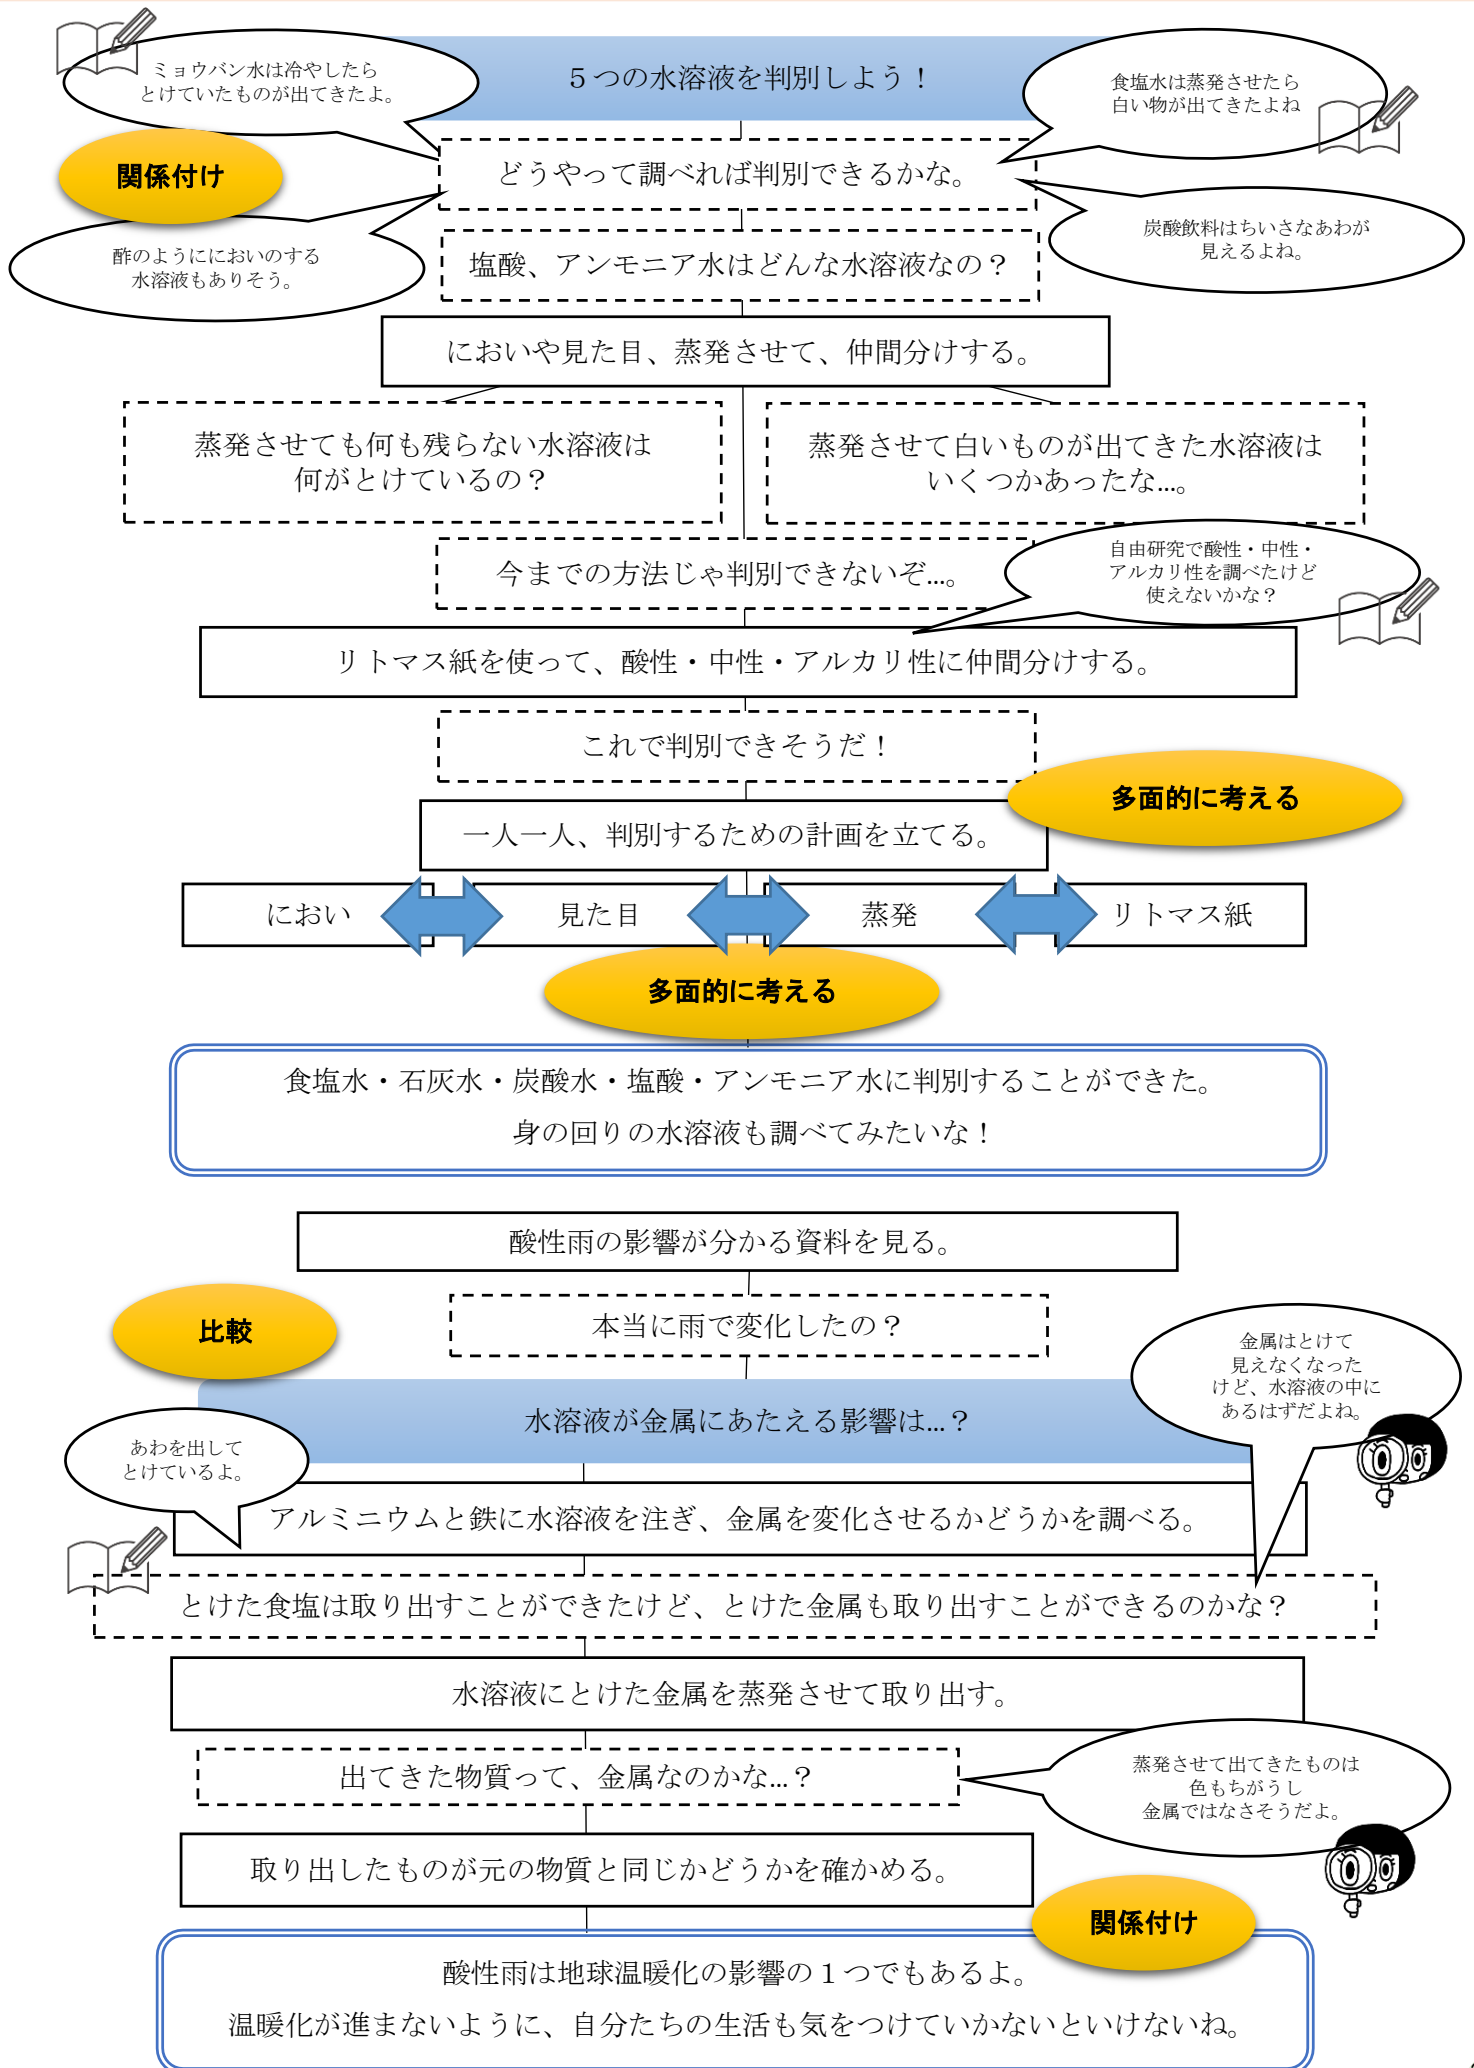 ５つの水溶液を判別しよう！
ミョウバン水は冷やしたら
とけていたものが出てきたよ。
食塩水は蒸発させたら
白い物が出てきたよね
関係付け
どうやって調べれば判別できるかな。
酢のようににおいのする
水溶液もありそう。
炭酸飲料はちいさなあわが
見えるよね。
塩酸、アンモニア水はどんな水溶液なの？
においや見た目、蒸発させて、仲間分けする。
蒸発させても何も残らない水溶液は
何がとけているの？
蒸発させて白いものが出てきた水溶液は
いくつかあったな…。
今までの方法じゃ判別できないぞ…。
自由研究で酸性・中性・
アルカリ性を調べたけど
使えないかな？
リトマス紙を使って、酸性・中性・アルカリ性に仲間分けする。
これで判別できそうだ！
多面的に考える
一人一人、判別するための計画を立てる。
におい
見た目
蒸発
リトマス紙
多面的に考える
食塩水・石灰水・炭酸水・塩酸・アンモニア水に判別することができた。
身の回りの水溶液も調べてみたいな！
酸性雨の影響が分かる資料を見る。
比較
本当に雨で変化したの？
金属はとけて
見えなくなった
けど、水溶液の中に
あるはずだよね。
水溶液が金属にあたえる影響は…？
あわを出して
とけているよ。
アルミニウムと鉄に水溶液を注ぎ、金属を変化させるかどうかを調べる。
とけた食塩は取り出すことができたけど、とけた金属も取り出すことができるのかな？
水溶液にとけた金属を蒸発させて取り出す。
出てきた物質って、金属なのかな…？
蒸発させて出てきたものは
色もちがうし
金属ではなさそうだよ。
取り出したものが元の物質と同じかどうかを確かめる。
関係付け
酸性雨は地球温暖化の影響の１つでもあるよ。
温暖化が進まないように、自分たちの生活も気をつけていかないといけないね。